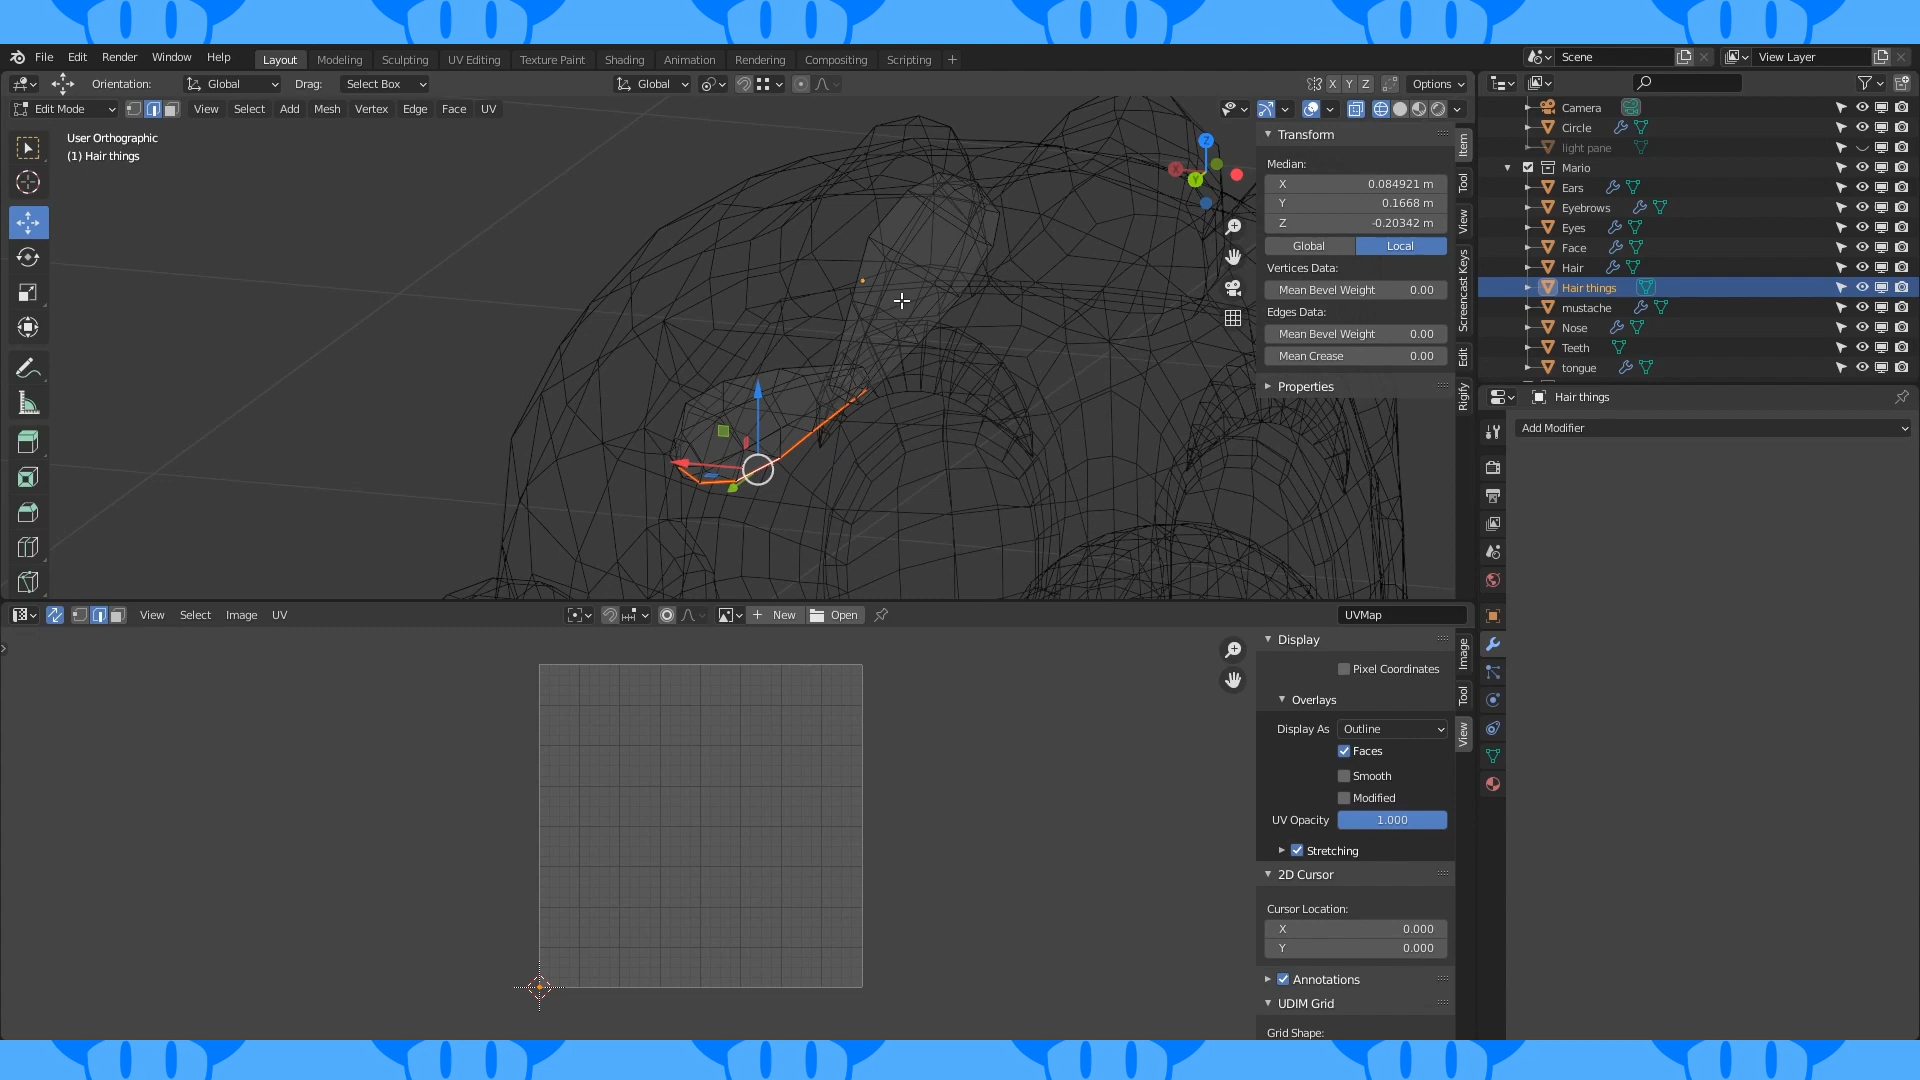 File Edit Render Window Help Layout Modeling Sculpting UV Editing Texture Paint Shading Animation Rendering Compositing Scripting + Scene View Layer
Orientation: Global Drag: Select Box Global X Y Z Options
Edit Mode View Select Add Mesh Vertex Edge Face UV
User Orthographic
(1) Hair things
Z
Y
Transform
Median:
X 0.084921 m
Y 0.1668 m
Z -0.20342 m
Global Local
Vertices Data:
Mean Bevel Weight 0.00
Edges Data:
Mean Bevel Weight 0.00
Mean Crease 0.00
Properties
Item
Tool
View
Screencast Keys
Edit
Rigify
Camera
Circle
light pane
Mario
Ears
Eyebrows
Eyes
Face
Hair
Hair things
mustache
Nose
Teeth
tongue
Hair things
Add Modifier
View Select Image UV New Open UVMap
Display
Pixel Coordinates
Overlays
Display As Outline
Faces
Smooth
Modified
UV Opacity 1.000
Stretching
2D Cursor
Cursor Location:
X 0.000
Y 0.000
Annotations
UDIM Grid
Grid Shape:
Image
Tool
View